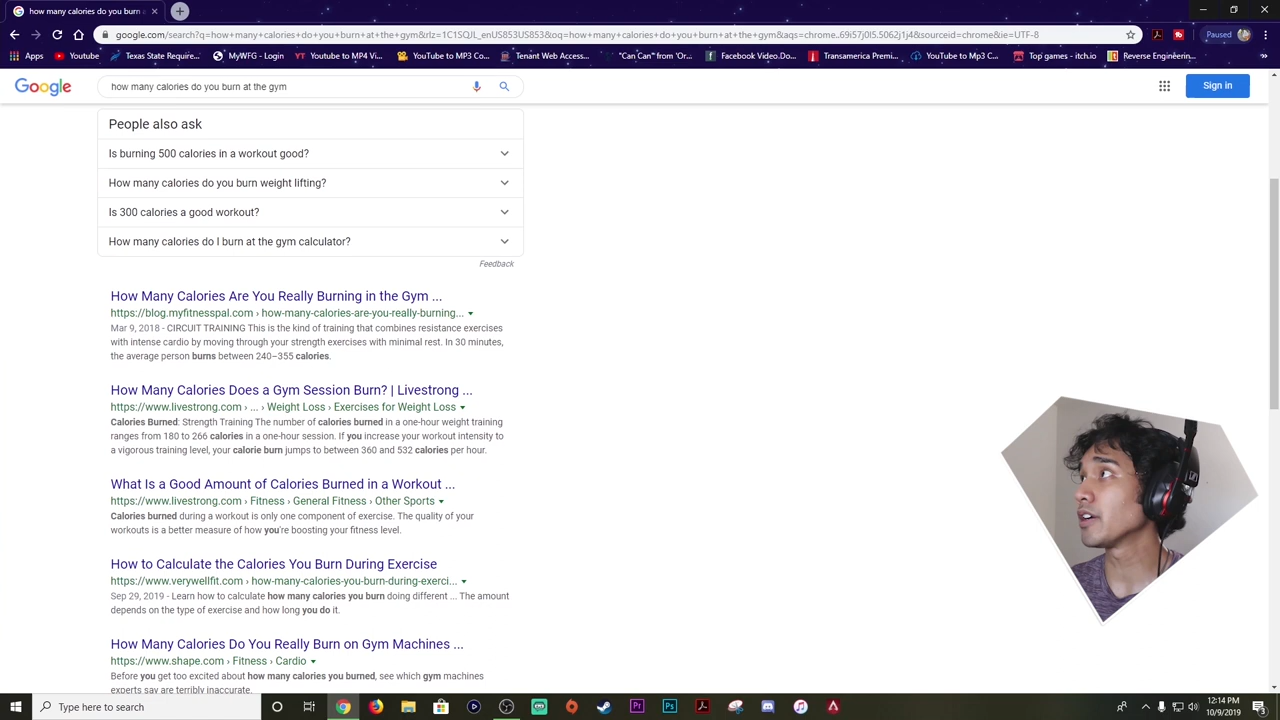 how many calories do you burn a
google.com/search?q=how+many+calories+do+you+burn+at+the+gym&rlz=1C1SQJL_enUS853US853&oq=how+many+calories+do+you+burn+at+the+gym&aqs=chrome..69i57j0l5.5062j1j4&sourceid=chrome&ie=UTF-8
Paused
Apps
Youtube
Texas State Require...
MyWFG - Login
Youtube to MP4 Vi...
YouTube to MP3 Co...
Tenant Web Access...
"Can Can"" from 'Or...
Facebook Video.Do...
Transamerica Premi...
YouTube to Mp3 C...
Top games - itch.io
Reverse Engineerin...
»
Google
how many calories do you burn at the gym
Sign in
People also ask
Is burning 500 calories in a workout good?
How many calories do you burn weight lifting?
Is 300 calories a good workout?
How many calories do I burn at the gym calculator?
Feedback
How Many Calories Are You Really Burning in the Gym ...
https://blog.myfitnesspal.com › how-many-calories-are-you-really-burning...
Mar 9, 2018 - CIRCUIT TRAINING This is the kind of training that combines resistance exercises
with intense cardio by moving through your strength exercises with minimal rest. In 30 minutes,
the average person burns between 240–355 calories.
How Many Calories Does a Gym Session Burn? | Livestrong ...
https://www.livestrong.com › ... › Weight Loss › Exercises for Weight Loss
Calories Burned: Strength Training The number of calories burned in a one-hour weight training
ranges from 180 to 266 calories in a one-hour session. If you increase your workout intensity to
a vigorous training level, your calorie burn jumps to between 360 and 532 calories per hour.
What Is a Good Amount of Calories Burned in a Workout ...
https://www.livestrong.com › Fitness › General Fitness › Other Sports
Calories burned during a workout is only one component of exercise. The quality of your
workouts is a better measure of how you're boosting your fitness level.
How to Calculate the Calories You Burn During Exercise
https://www.verywellfit.com › how-many-calories-you-burn-during-exerci...
Sep 29, 2019 - Learn how to calculate how many calories you burn doing different ... The amount
depends on the type of exercise and how long you do it.
How Many Calories Do You Really Burn on Gym Machines ...
https://www.shape.com › Fitness › Cardio
Before you get too excited about how many calories you burned, see which gym machines
experts say are terribly inaccurate.
Type here to search
12:14 PM
10/9/2019